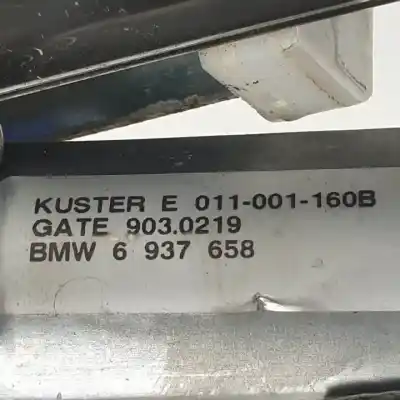 KUSTER E 011-001-160B
GATE 903.0219
BMW 6 937 658